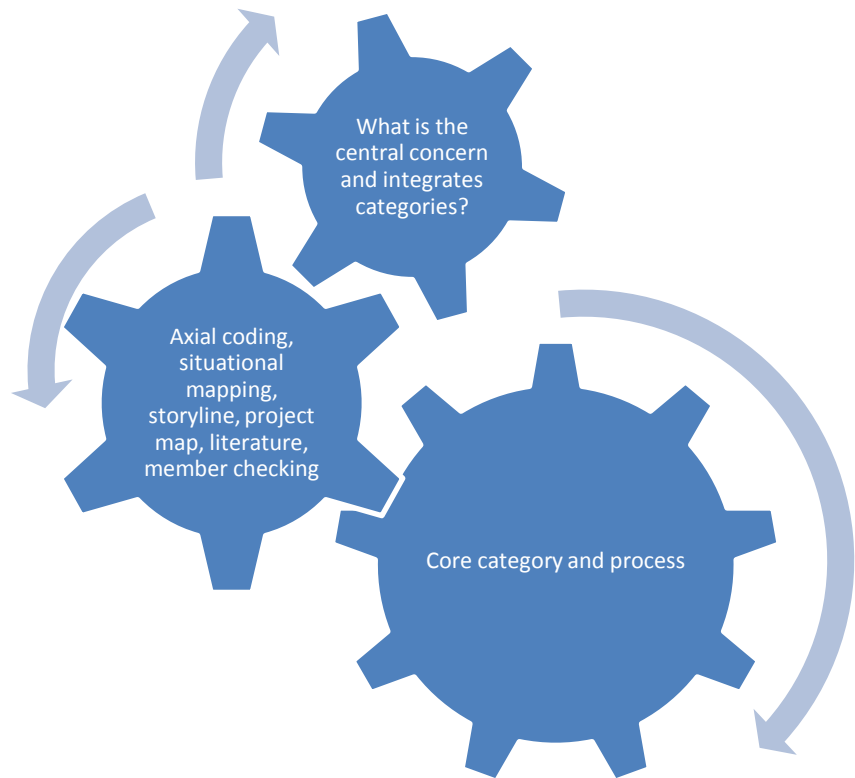 What is the
central concern
and integrates
categories?
Axial coding,
situational
mapping,
storyline, project
map, literature,
member checking
Core category and process